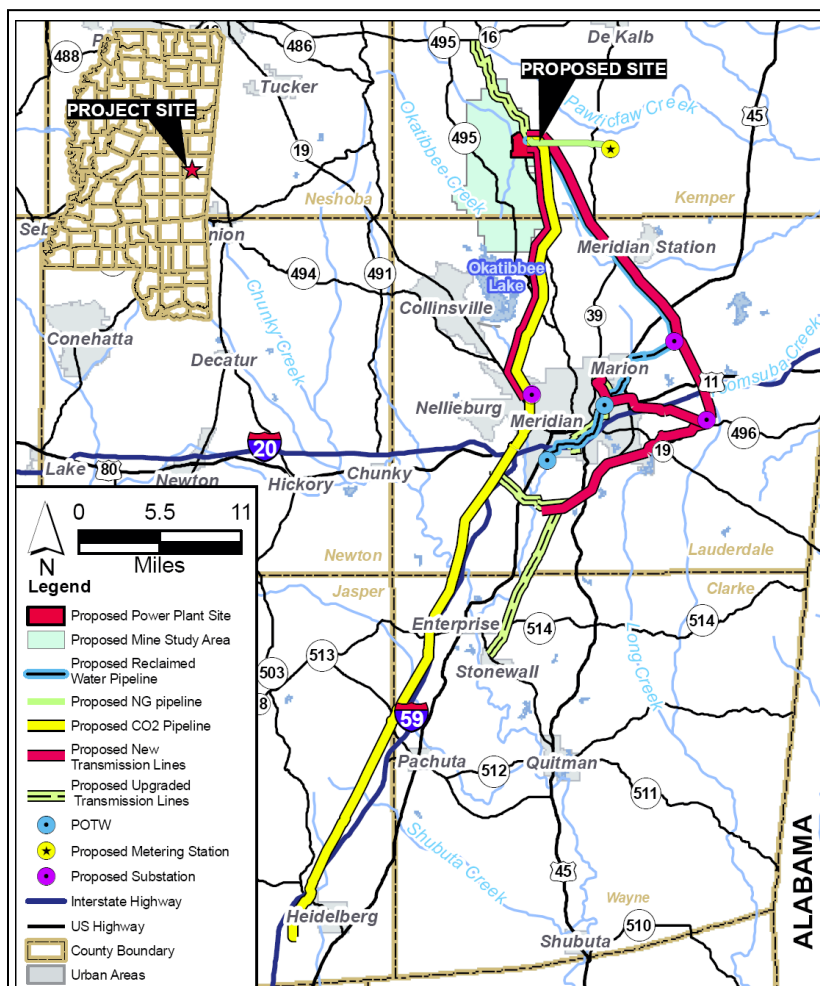 16
488
486
495
16
De Kalb
Tucker
PROPOSED SITE
PROJECT SITE
Pawticfaw Creek
45
Okatibbee Creek
495
19
Neshoba
Kemper
Meridian Station
494
491
Okatibbee
Lake
Collinsville
39
Chunky Creek
Conehatta
Decatur
Marion
11
Nellieburg
Meridian
496
20
19
Lake
80
Chunky
Newton
Hickory
0 5.5 11
Miles
N
Newton
Lauderdale
Jasper
Clarke
Enterprise
514
514
513
Stonewall
Long Creek
503
59
Pachuta
512
Quitman
511
Shubuta Creek
45
Wayne
Heidelberg
510
Shubuta
ALABAMA
Legend
Proposed Power Plant Site
Proposed Mine Study Area
Proposed Reclaimed
Water Pipeline
Proposed NG pipeline
Proposed CO2 Pipeline
Proposed New
Transmission Lines
Proposed Upgraded
Transmission Lines
POTW
Proposed Metering Station
Proposed Substation
Interstate Highway
US Highway
County Boundary
Urban Areas